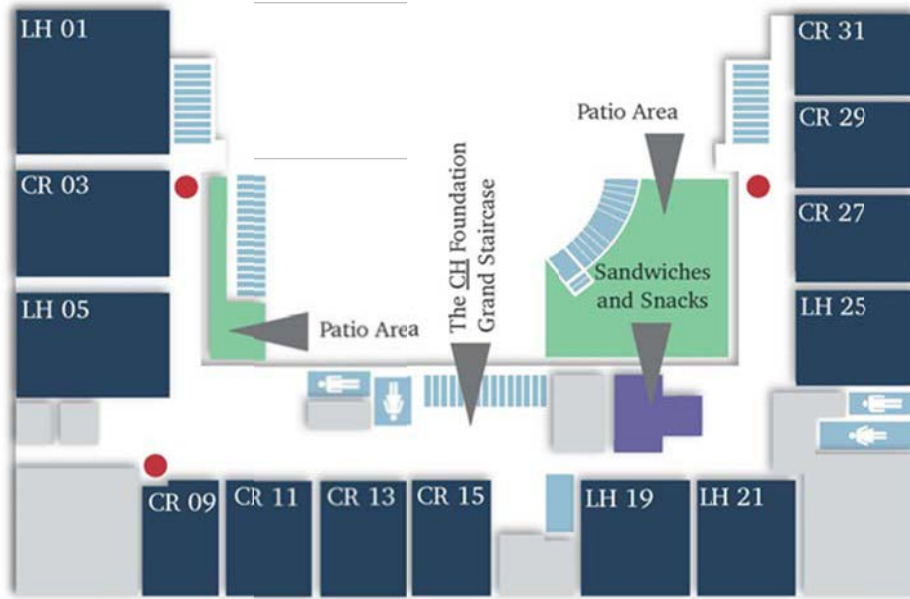 LH 01
CR 31
Patio Area
CR 29
CR 03
The CH Foundation
Grand Staircase
CR 27
Sandwiches
and Snacks
LH 05
LH 25
Patio Area
CR 09
CR 11
CR 13
CR 15
LH 19
LH 21